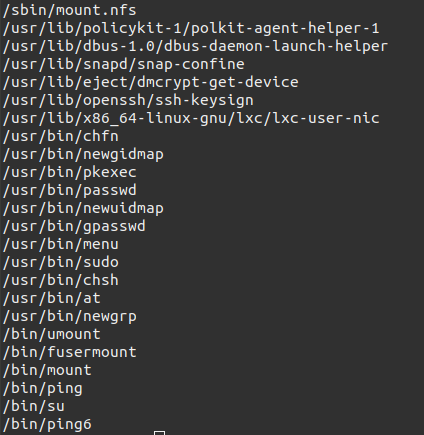 /sbin/mount.nfs
/usr/lib/policykit-1/polkit-agent-helper-1
/usr/lib/dbus-1.0/dbus-daemon-launch-helper
/usr/lib/snapd/snap-confine
/usr/lib/eject/dmcrypt-get-device
/usr/lib/openssh/ssh-keysign
/usr/lib/x86_64-linux-gnu/lxc/lxc-user-nic
/usr/bin/chfn
/usr/bin/newgidmap
/usr/bin/pkexec
/usr/bin/passwd
/usr/bin/newuidmap
/usr/bin/gpasswd
/usr/bin/menu
/usr/bin/sudo
/usr/bin/chsh
/usr/bin/at
/usr/bin/newgrp
/bin/umount
/bin/fusermount
/bin/mount
/bin/ping
/bin/su
/bin/ping6